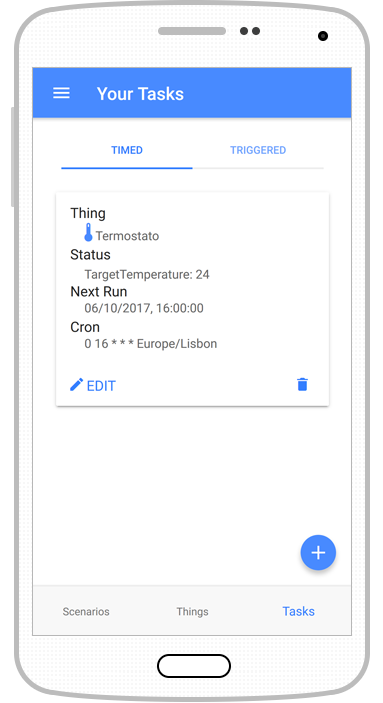 Your Tasks
TIMED
TRIGGERED
Thing
Termostato
Status
TargetTemperature: 24
Next Run
06/10/2017, 16:00:00
Cron
0 16 * * * Europe/Lisbon
EDIT
Scenarios
Things
Tasks